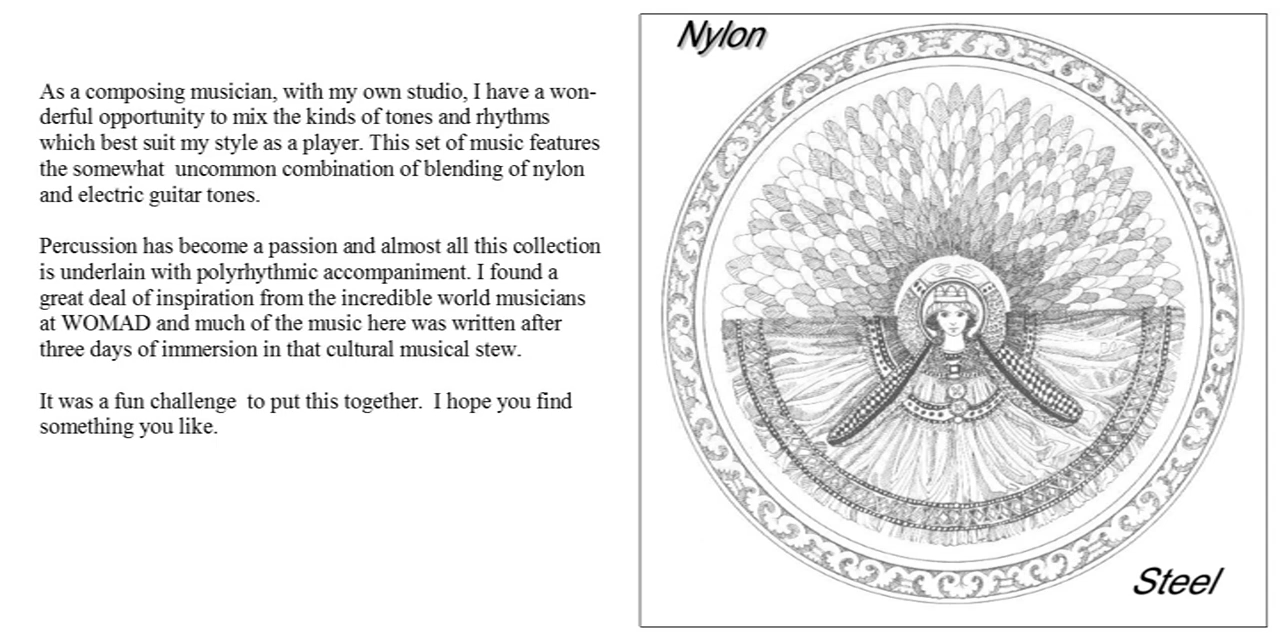 As a composing musician, with my own studio, I have a won-
derful opportunity to mix the kinds of tones and rhythms
which best suit my style as a player. This set of music features
the somewhat  uncommon combination of blending of nylon
and electric guitar tones.
Percussion has become a passion and almost all this collection
is underlain with polyrhythmic accompaniment. I found a
great deal of inspiration from the incredible world musicians
at WOMAD and much of the music here was written after
three days of immersion in that cultural musical stew.
It was a fun challenge  to put this together.  I hope you find
something you like.
Nylon
Steel